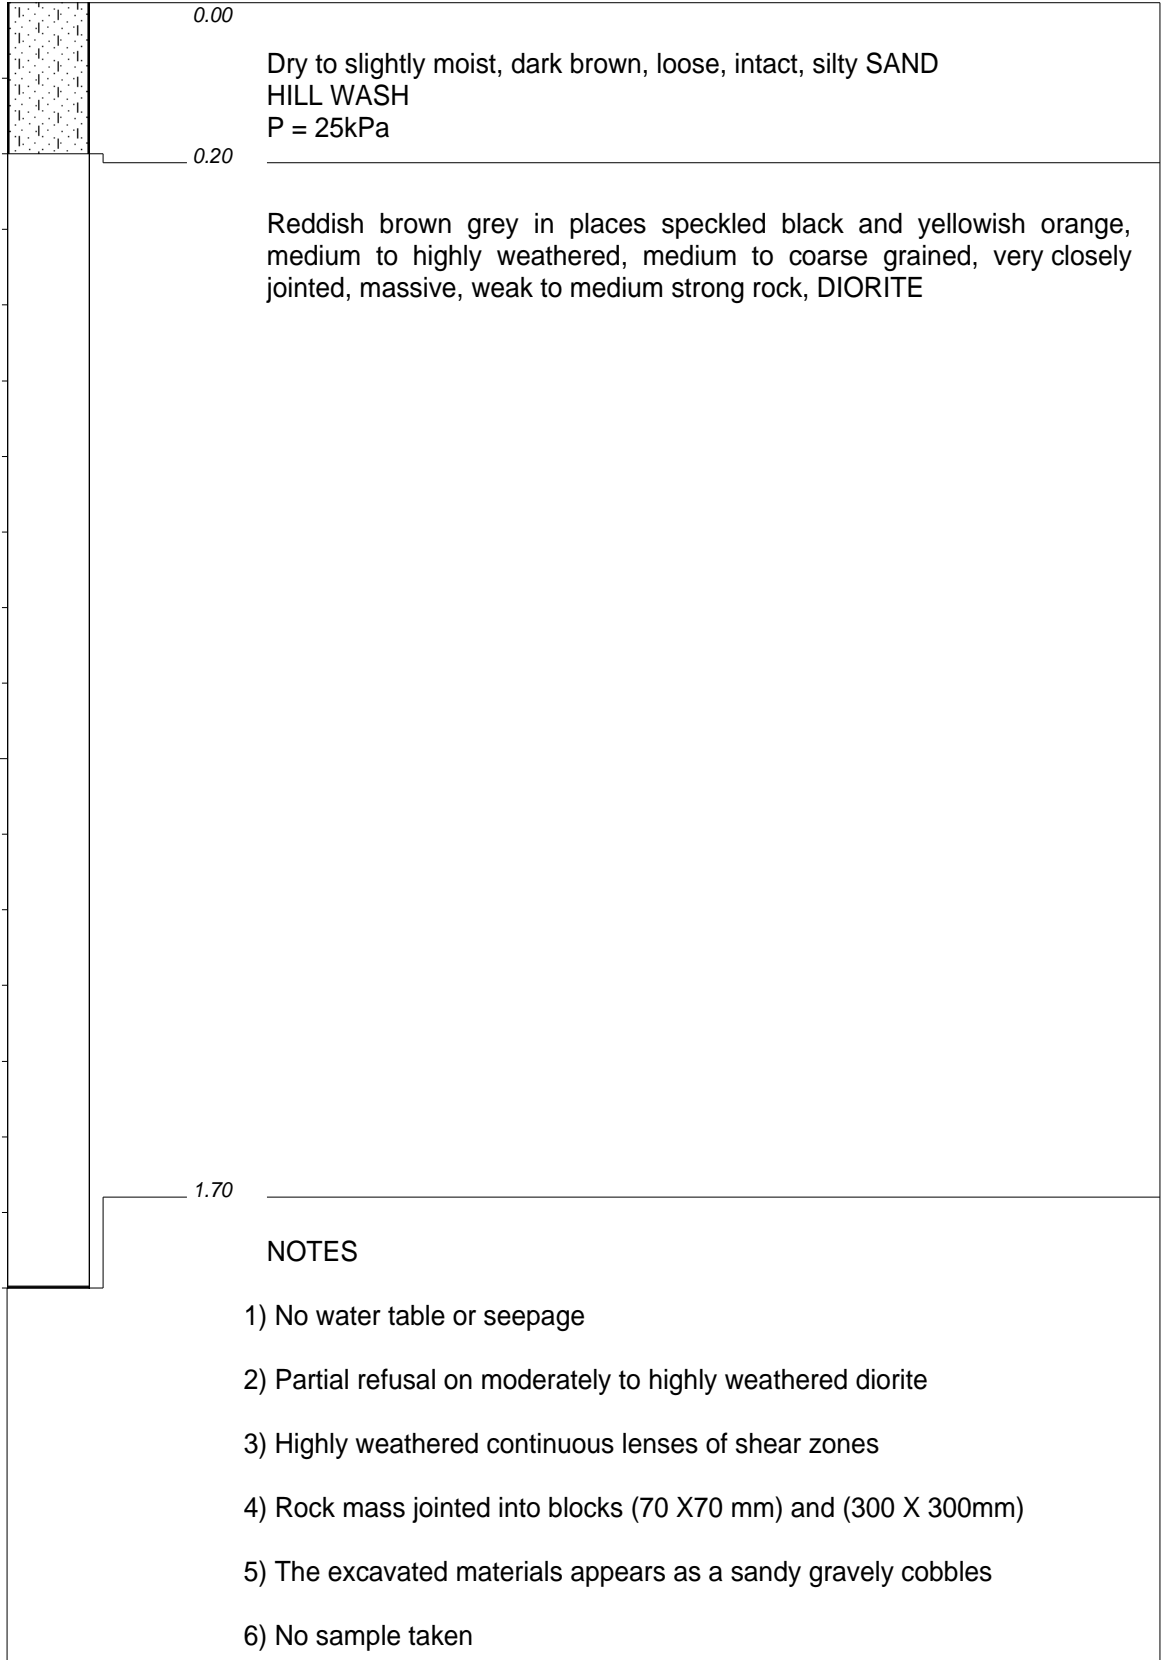 0.00
Dry to slightly moist, dark brown, loose, intact, silty SAND
HILL WASH
P = 25kPa
0.20
Reddish brown grey in places speckled black and yellowish orange,
medium to highly weathered, medium to coarse grained, very closely
jointed, massive, weak to medium strong rock, DIORITE
1.70
NOTES
1) No water table or seepage
2) Partial refusal on moderately to highly weathered diorite
3) Highly weathered continuous lenses of shear zones
4) Rock mass jointed into blocks (70 X70 mm) and (300 X 300mm)
5) The excavated materials appears as a sandy gravely cobbles
6) No sample taken